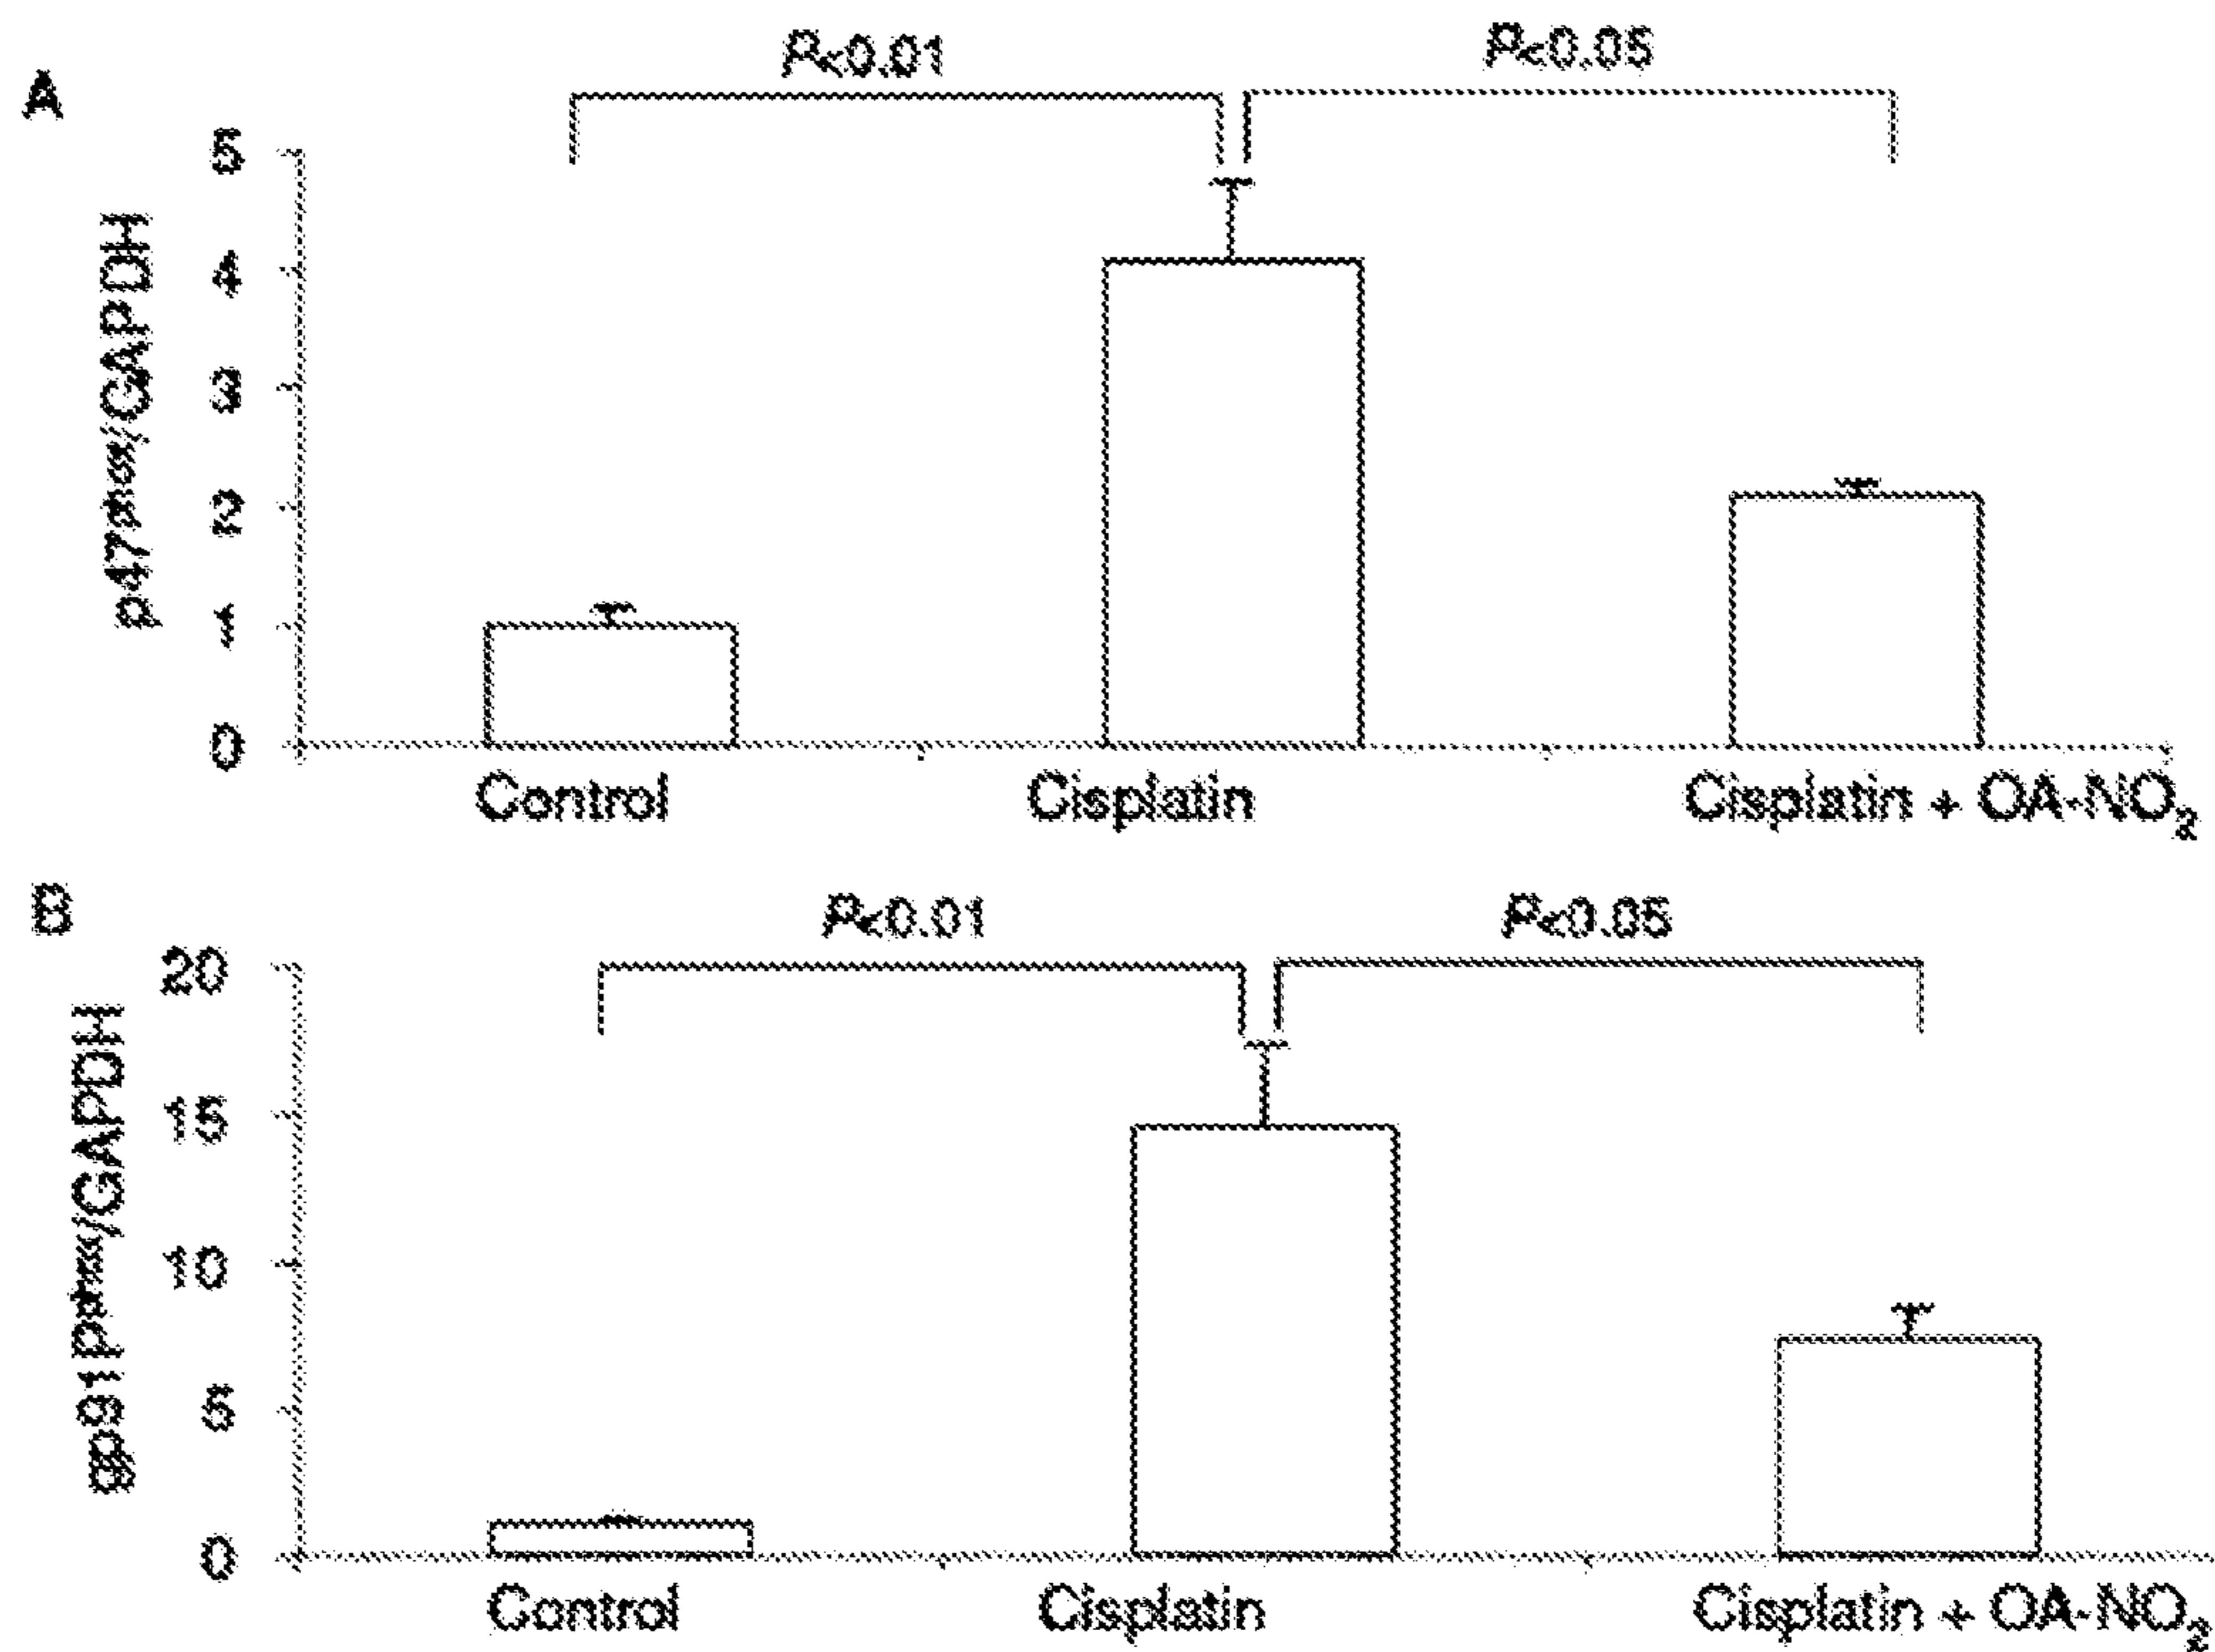 A
P<0.01
P<0.05
5
4
3
2
1
0
p47phox/GAPDH
Control
Cisplatin
Cisplatin + OA-NO2
B
P<0.01
P<0.05
20
15
10
5
0
gp91pphox/GAPDH
Control
Cisplatin
Cisplatin + OA-NO2